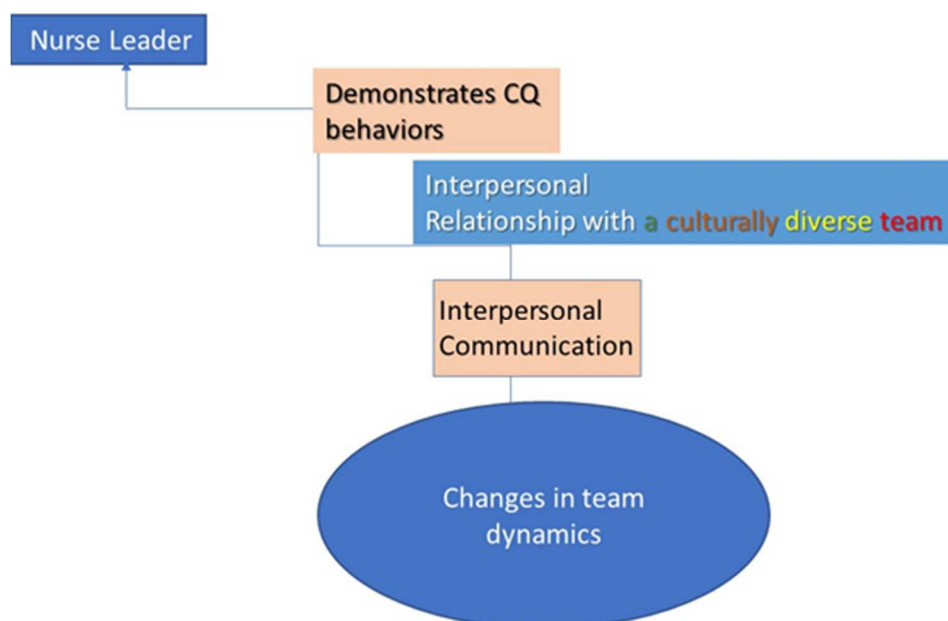 Nurse Leader
Demonstrates CQ
behaviors
Interpersonal
Relationship with a culturally diverse team
Interpersonal
Communication
Changes in team
dynamics